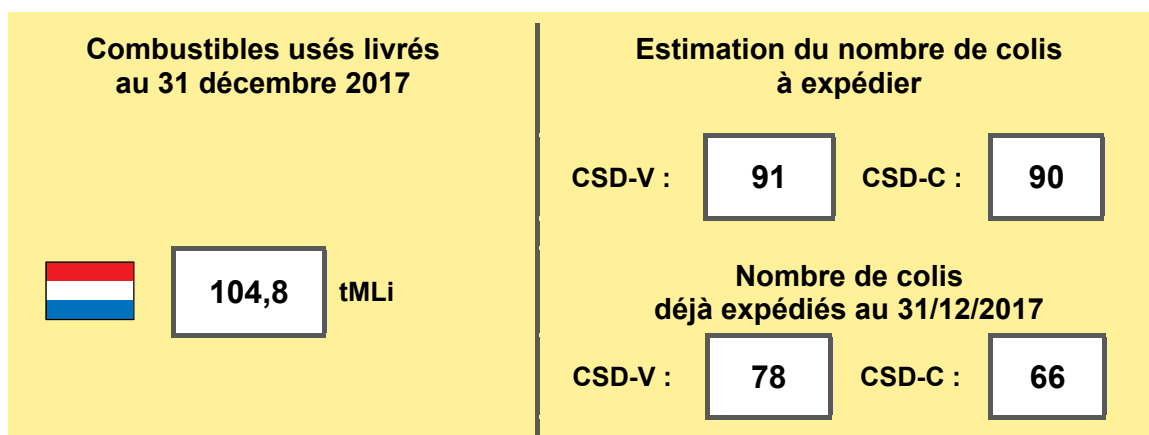 Combustibles usés livrés
au 31 décembre 2017
104,8 tMLi
Estimation du nombre de colis
à expédier
CSD-V : 91 CSD-C : 90
Nombre de colis
déjà expédiés au 31/12/2017
CSD-V : 78 CSD-C : 66